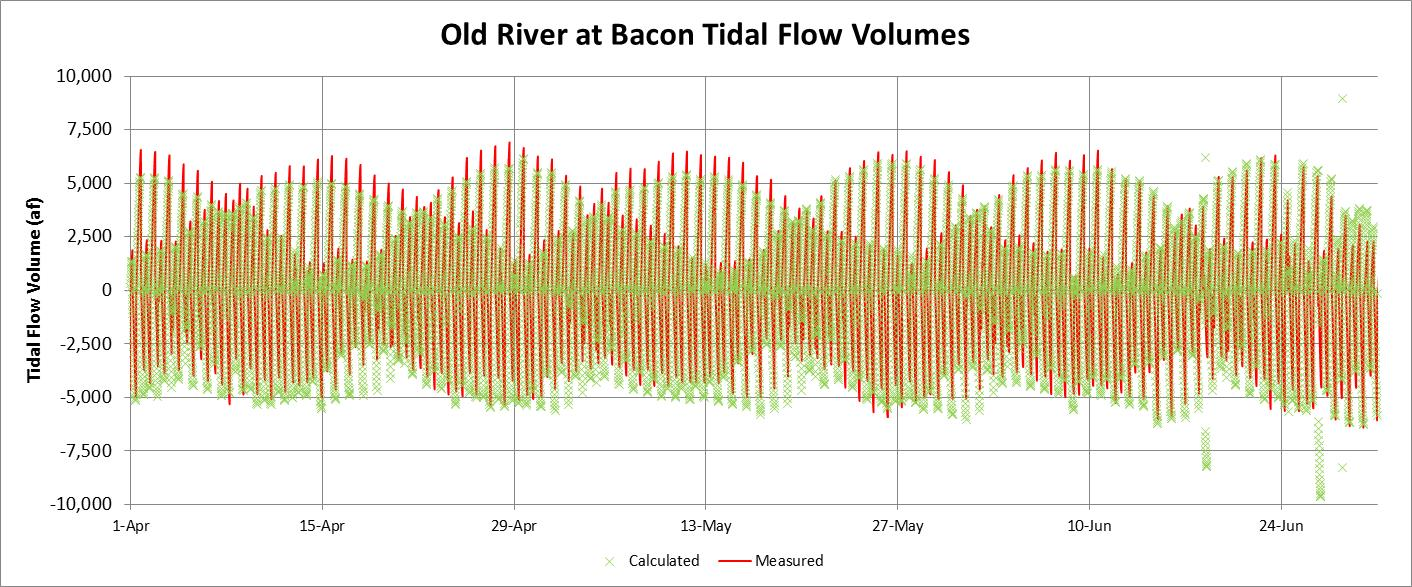 Old River at Bacon Tidal Flow Volumes
Tidal Flow Volume (af)
10,000
7,500
5,000
2,500
0
-2,500
-5,000
-7,500
-10,000
1-Apr 15-Apr 29-Apr 13-May 27-May 10-Jun 24-Jun
Calculated Measured